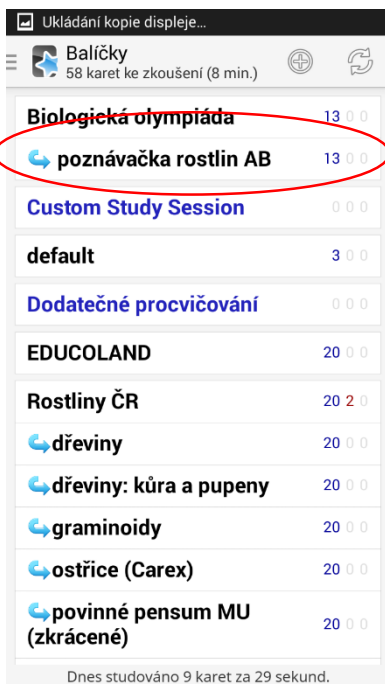 Ukládání kopie displeje...
Balíčky
58 karet ke zkoušení (8 min.)
Biologická olympiáda 13 0 0
poznávačka rostlin AB 13 0 0
Custom Study Session 0 0 0
default 3 0 0
Dodatečné procvičování 0 0 0
EDUCOLAND 20 0 0
Rostliny ČR 20 2 0
dřeviny 20 0 0
dřeviny: kůra a pupeny 20 0 0
graminoidy 20 0 0
ostřice (Carex) 20 0 0
povinné pensum MU
(zkrácené) 20 0 0
Dnes studováno 9 karet za 29 sekund.